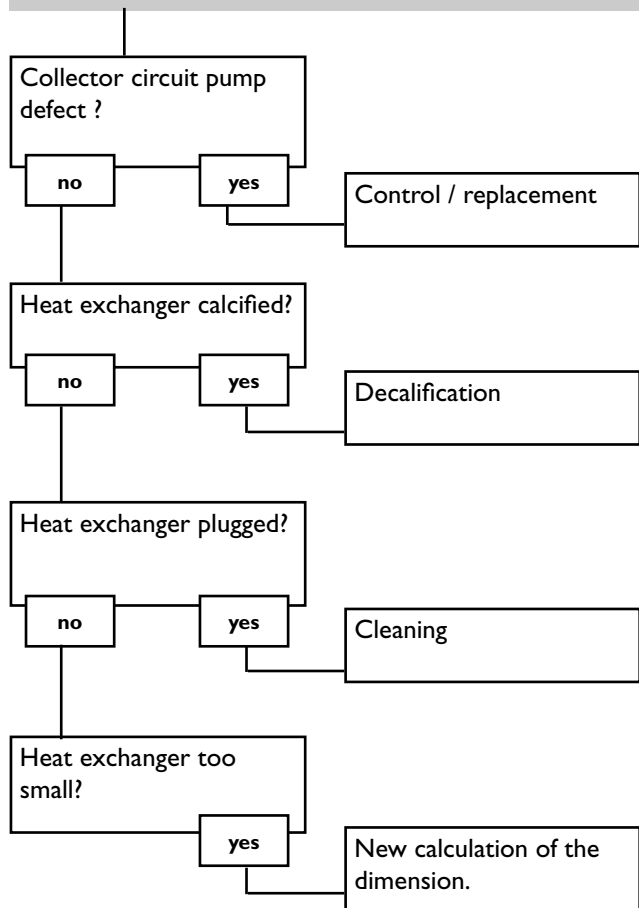 Collector circuit pump
defect ?
no
yes
Control / replacement
Heat exchanger calcified?
no
yes
Decalification
Heat exchanger plugged?
no
yes
Cleaning
Heat exchanger too
small?
yes
New calculation of the
dimension.